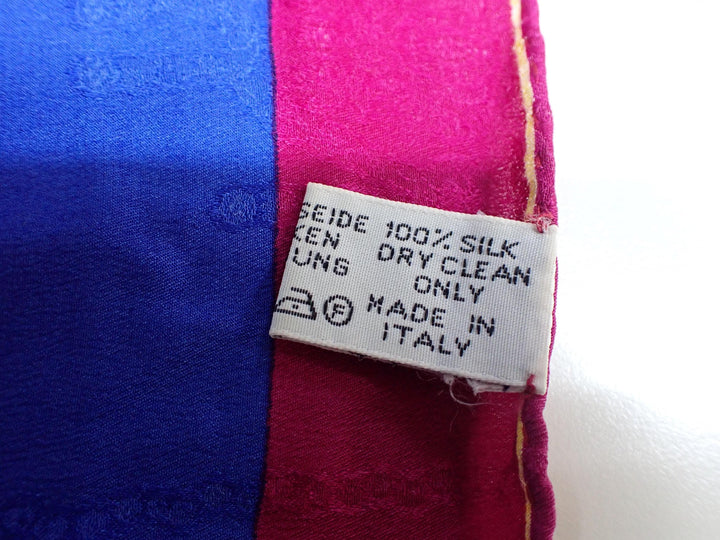 SEIDE
KEN
UNG
F
100% SILK
DRY CLEAN
ONLY
MADE IN
ITALY